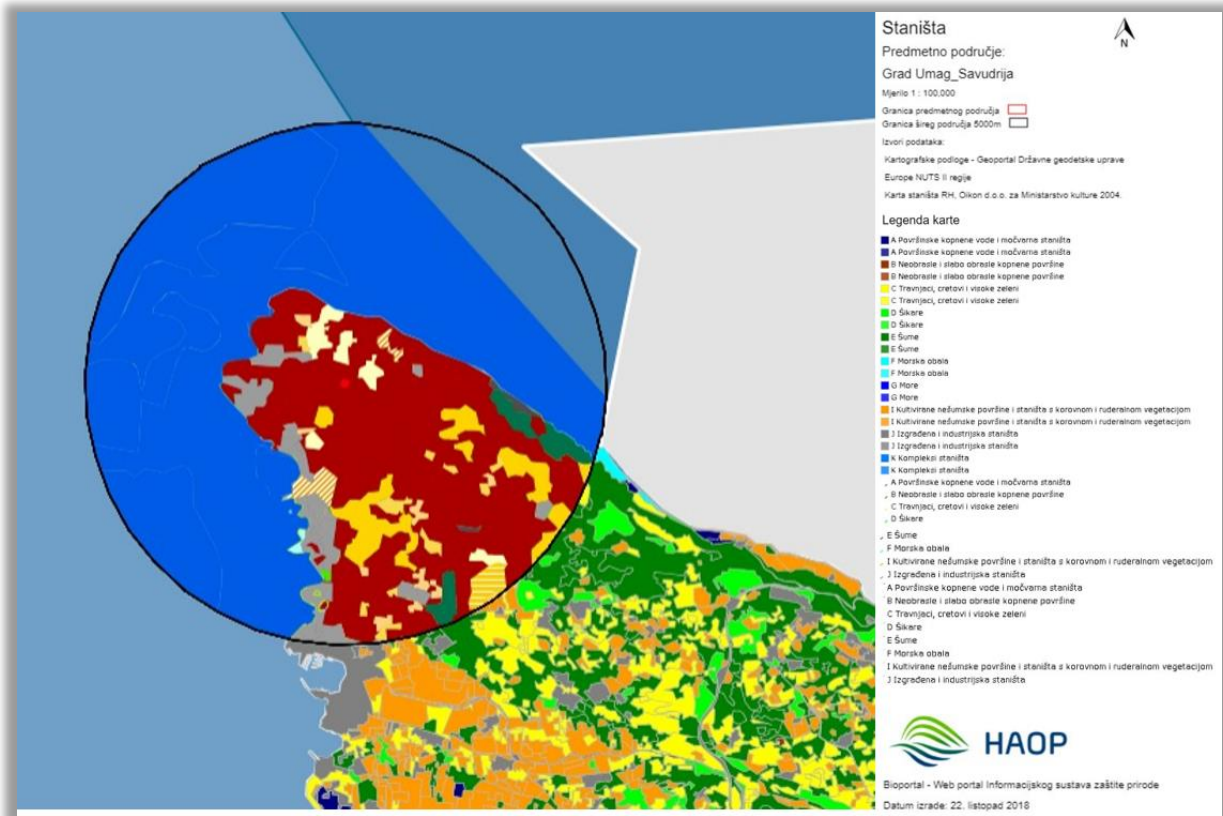 Staništa
N
Predmetno područje:
Grad Umag_Savudrija
Mjerilo 1 : 100.000
Granica predmetnog područja
Granica šireg područja 5000m
Izvori podataka:
Kartografske podloge - Geoportal Državne geodetske uprave
Europe NUTS II regije
Karta staništa RH, Oikon d.o.o. za Ministarstvo kulture 2004.
Legenda karte
A Površinske kopnene vode i močvarna staništa
A Površinske kopnene vode i močvarna staništa
B Neobrasle i slabo obrasle kopnene površine
B Neobrasle i slabo obrasle kopnene površine
C Travnjaci, cretovi i visoke zeleni
C Travnjaci, cretovi i visoke zeleni
D Šikare
D Šikare
E Šume
E Šume
F Morska obala
F Morska obala
G More
G More
I Kultivirane nešumske površine i staništa s korovnom i ruderalnom vegetacijom
I Kultivirane nešumske površine i staništa s korovnom i ruderalnom vegetacijom
J Izgrađena i industrijska staništa
J Izgrađena i industrijska staništa
K Kompleksi staništa
K Kompleksi staništa
A Površinske kopnene vode i močvarna staništa
B Neobrasle i slabo obrasle kopnene površine
C Travnjaci, cretovi i visoke zeleni
D Šikare
E Šume
F Morska obala
I Kultivirane nešumske površine i staništa s korovnom i ruderalnom vegetacijom
J Izgrađena i industrijska staništa
A Površinske kopnene vode i močvarna staništa
B Neobrasle i slabo obrasle kopnene površine
C Travnjaci, cretovi i visoke zeleni
D Šikare
E Šume
F Morska obala
I Kultivirane nešumske površine i staništa s korovnom i ruderalnom vegetacijom
J Izgrađena i industrijska staništa
HAOP
Bioportal - Web portal Informacijskog sustava zaštite prirode
Datum izrade: 22. listopad 2018